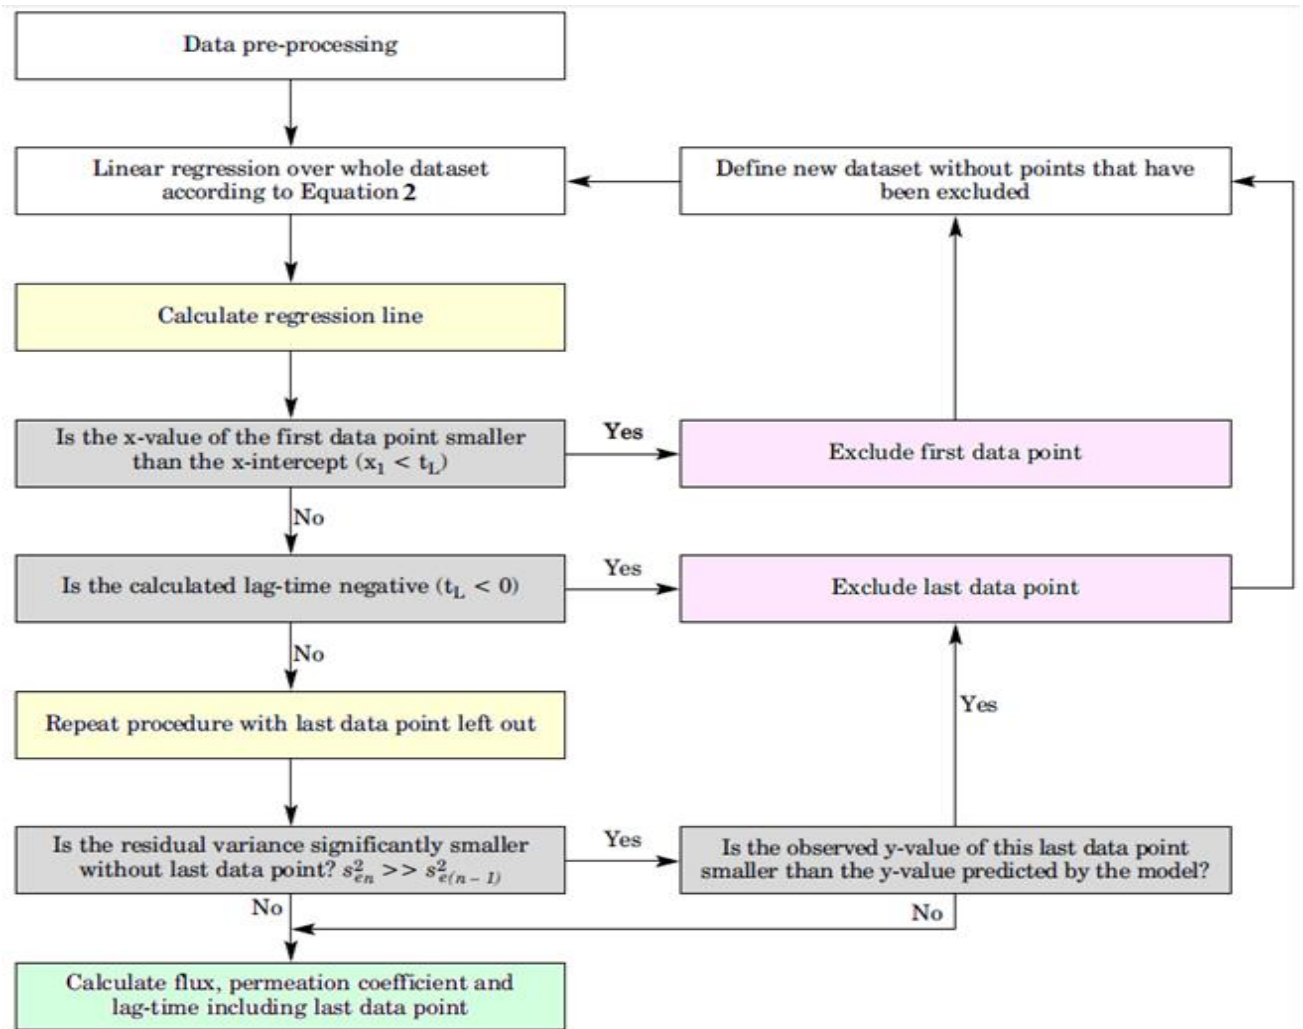 Data pre-processing
Linear regression over whole dataset
according to Equation 2
Define new dataset without points that have
been excluded
Calculate regression line
Is the x-value of the first data point smaller
than the x-intercept (x₁ < t_L)
Yes
Exclude first data point
No
Is the calculated lag-time negative (t_L < 0)
Yes
Exclude last data point
No
Repeat procedure with last data point left out
Yes
Is the residual variance significantly smaller
without last data point? s²_en >> s²_e(n – 1)
Yes
Is the observed y-value of this last data point
smaller than the y-value predicted by the model?
No
No
Calculate flux, permeation coefficient and
lag-time including last data point